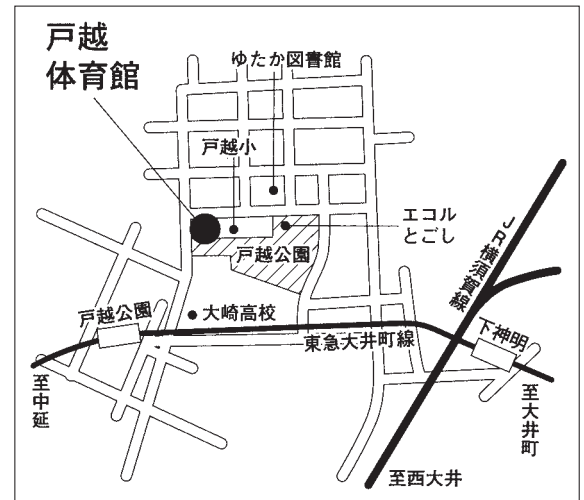 戸越
体育館
ゆたか図書館
戸越小
エコル
とごし
戸越公園
JR横須賀線
大崎高校
戸越公園
東急大井町線
下神明
至中延
至大井町
至西大井